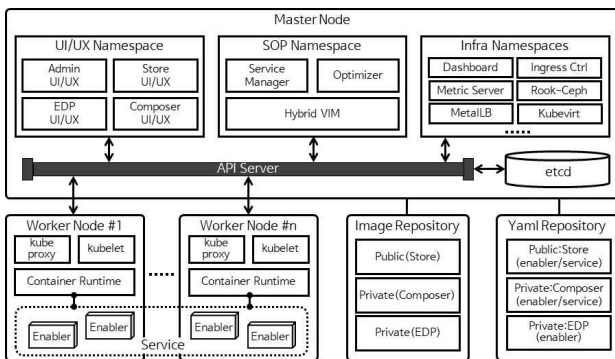 Master Node
UI/UX Namespace
Admin
UI/UX
Store
UI/UX
EDP
UI/UX
Composer
UI/UX
SOP Namespace
Service
Manager
Optimizer
Hybrid VIM
Infra Namespaces
Dashboard
Ingress Ctrl
Metric Server
Rook-Ceph
MetalLB
Kubevirt
.....
API Server
etcd
Worker Node #1
kube
proxy
kubelet
Container Runtime
Enabler
Enabler
.....
Worker Node #n
kube
proxy
kubelet
Container Runtime
Enabler
Enabler
Service
Image Repository
Public(Store)
Private(Composer)
Private(EDP)
Yaml Repository
Public:Store
(enabler/service)
Private:Composer
(enabler/service)
Private:EDP
(enabler)